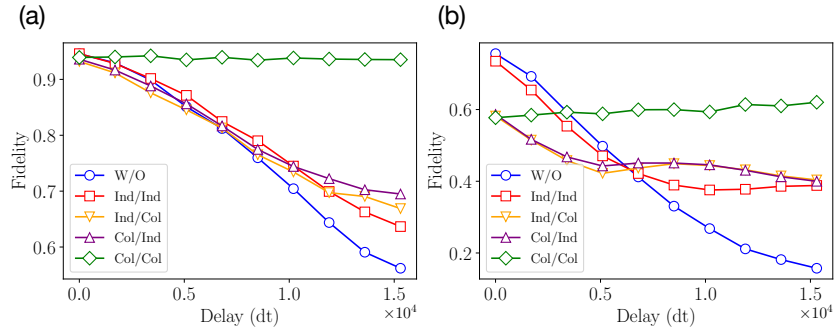 (a)
Fidelity
0.9
0.8
0.7
0.6
W/O
Ind/Ind
Ind/Col
Col/Ind
Col/Col
0.0 0.5 1.0 1.5
Delay (dt) ×10⁴
(b)
Fidelity
0.6
0.4
0.2
W/O
Ind/Ind
Ind/Col
Col/Ind
Col/Col
0.0 0.5 1.0 1.5
Delay (dt) ×10⁴